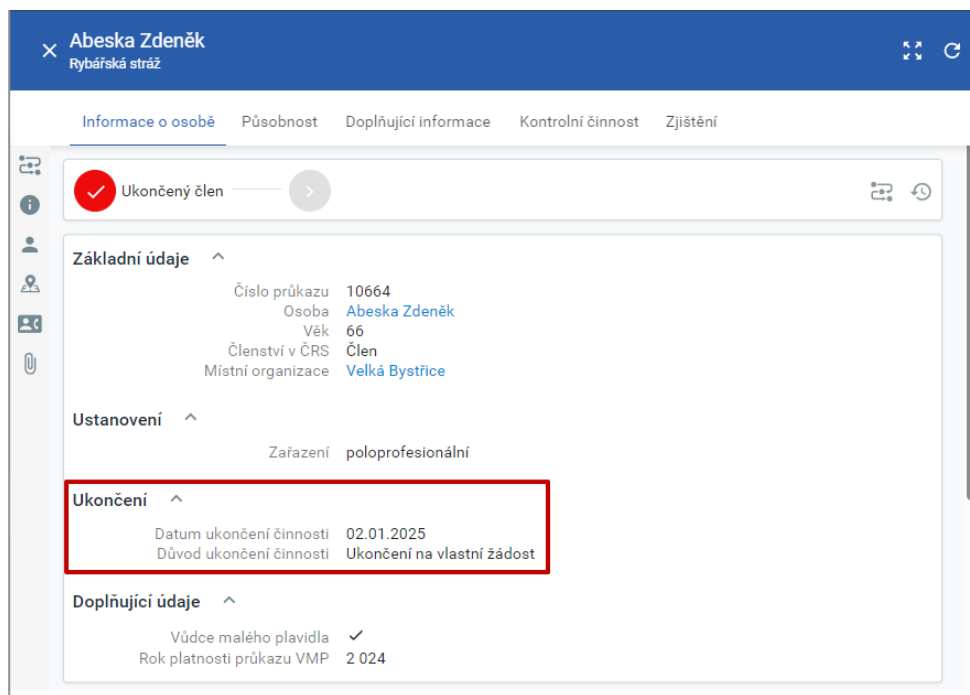 Abeska Zdeněk
Rybářská stráž
Informace o osobě Působnost Doplňující informace Kontrolní činnost Zjištění
Ukončený člen
Základní údaje
Číslo průkazu 10664
Osoba Abeska Zdeněk
Věk 66
Členství v ČRS Člen
Místní organizace Velká Bystřice
Ustanovení
Zařazení poloprofesionální
Ukončení
Datum ukončení činnosti 02.01.2025
Důvod ukončení činnosti Ukončení na vlastní žádost
Doplňující údaje
Vůdce malého plavidla ✓
Rok platnosti průkazu VMP 2 024